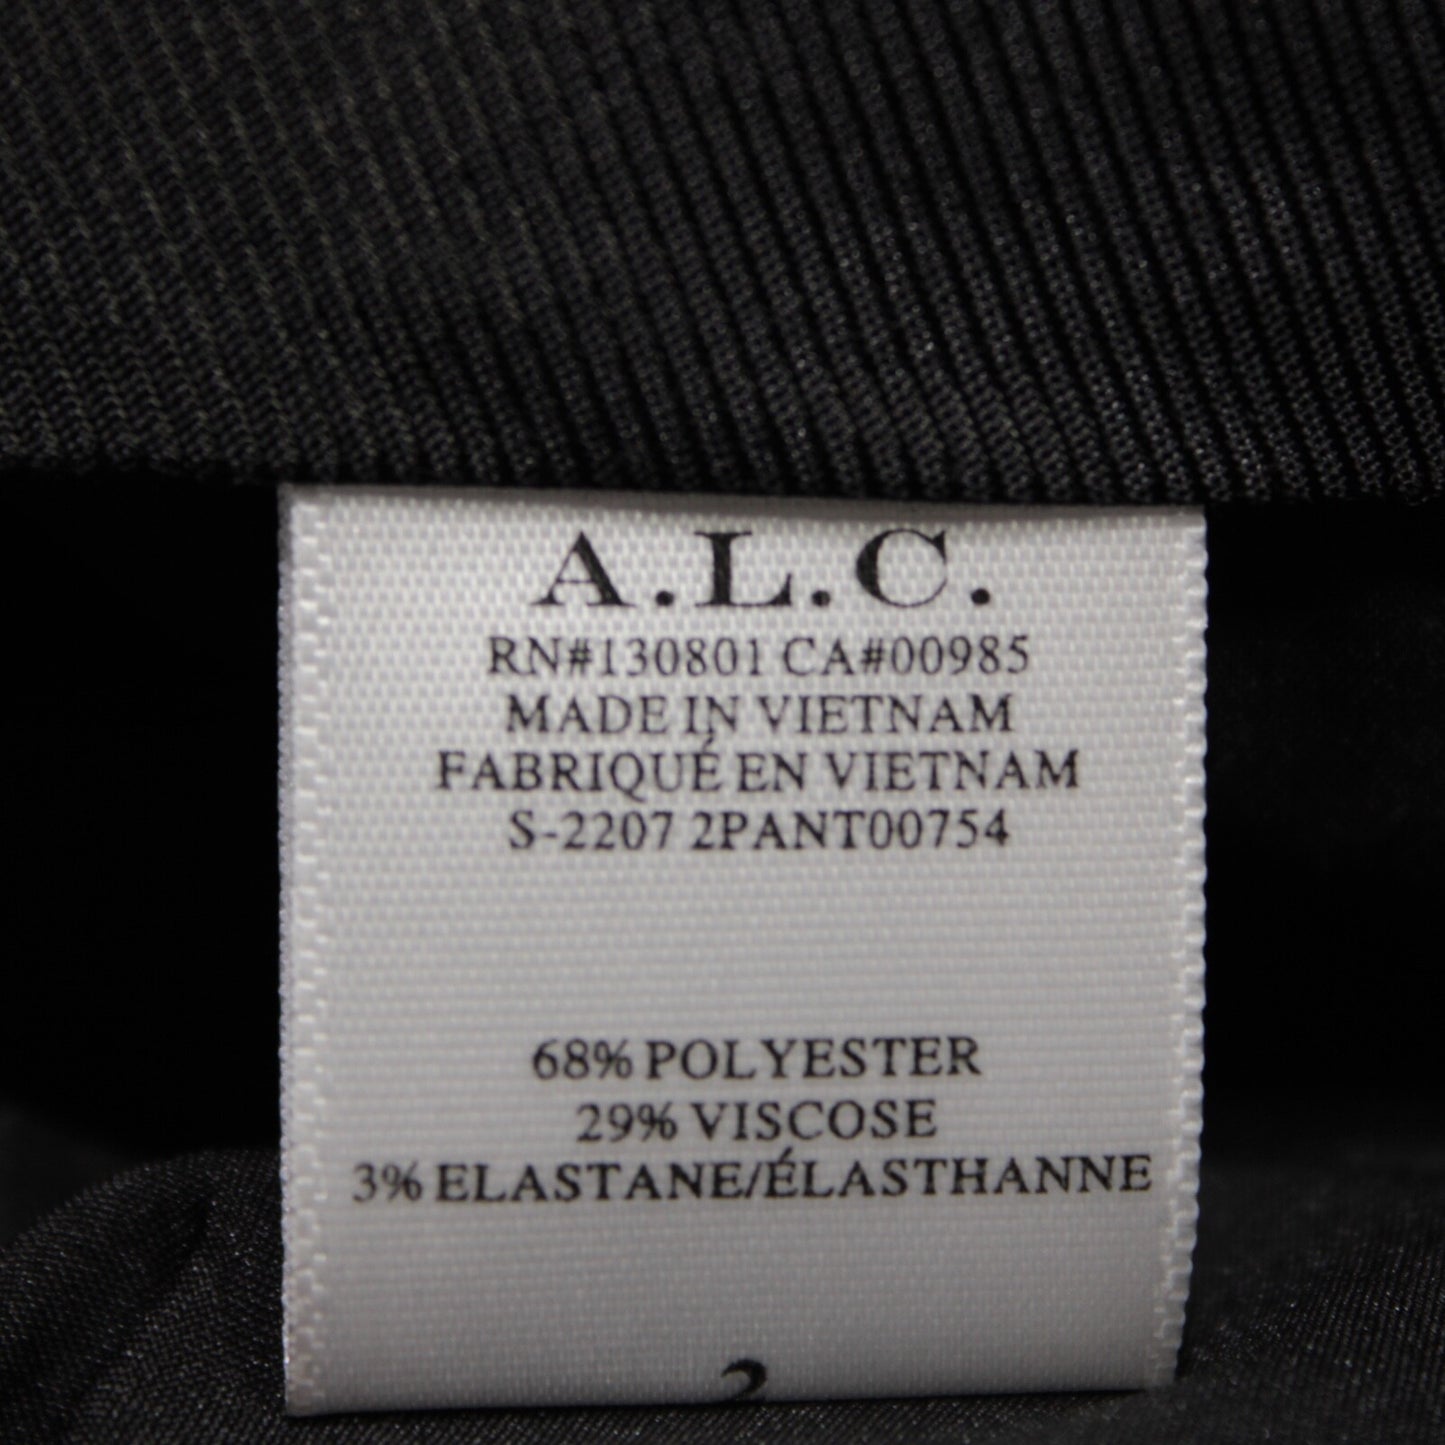 A.L.C.
RN#130801 CA#00985
MADE IN VIETNAM
FABRIQUÉ EN VIETNAM
S-2207 2PANT00754
68% POLYESTER
29% VISCOSE
3% ELASTANE/ÉLASTHANNE
2